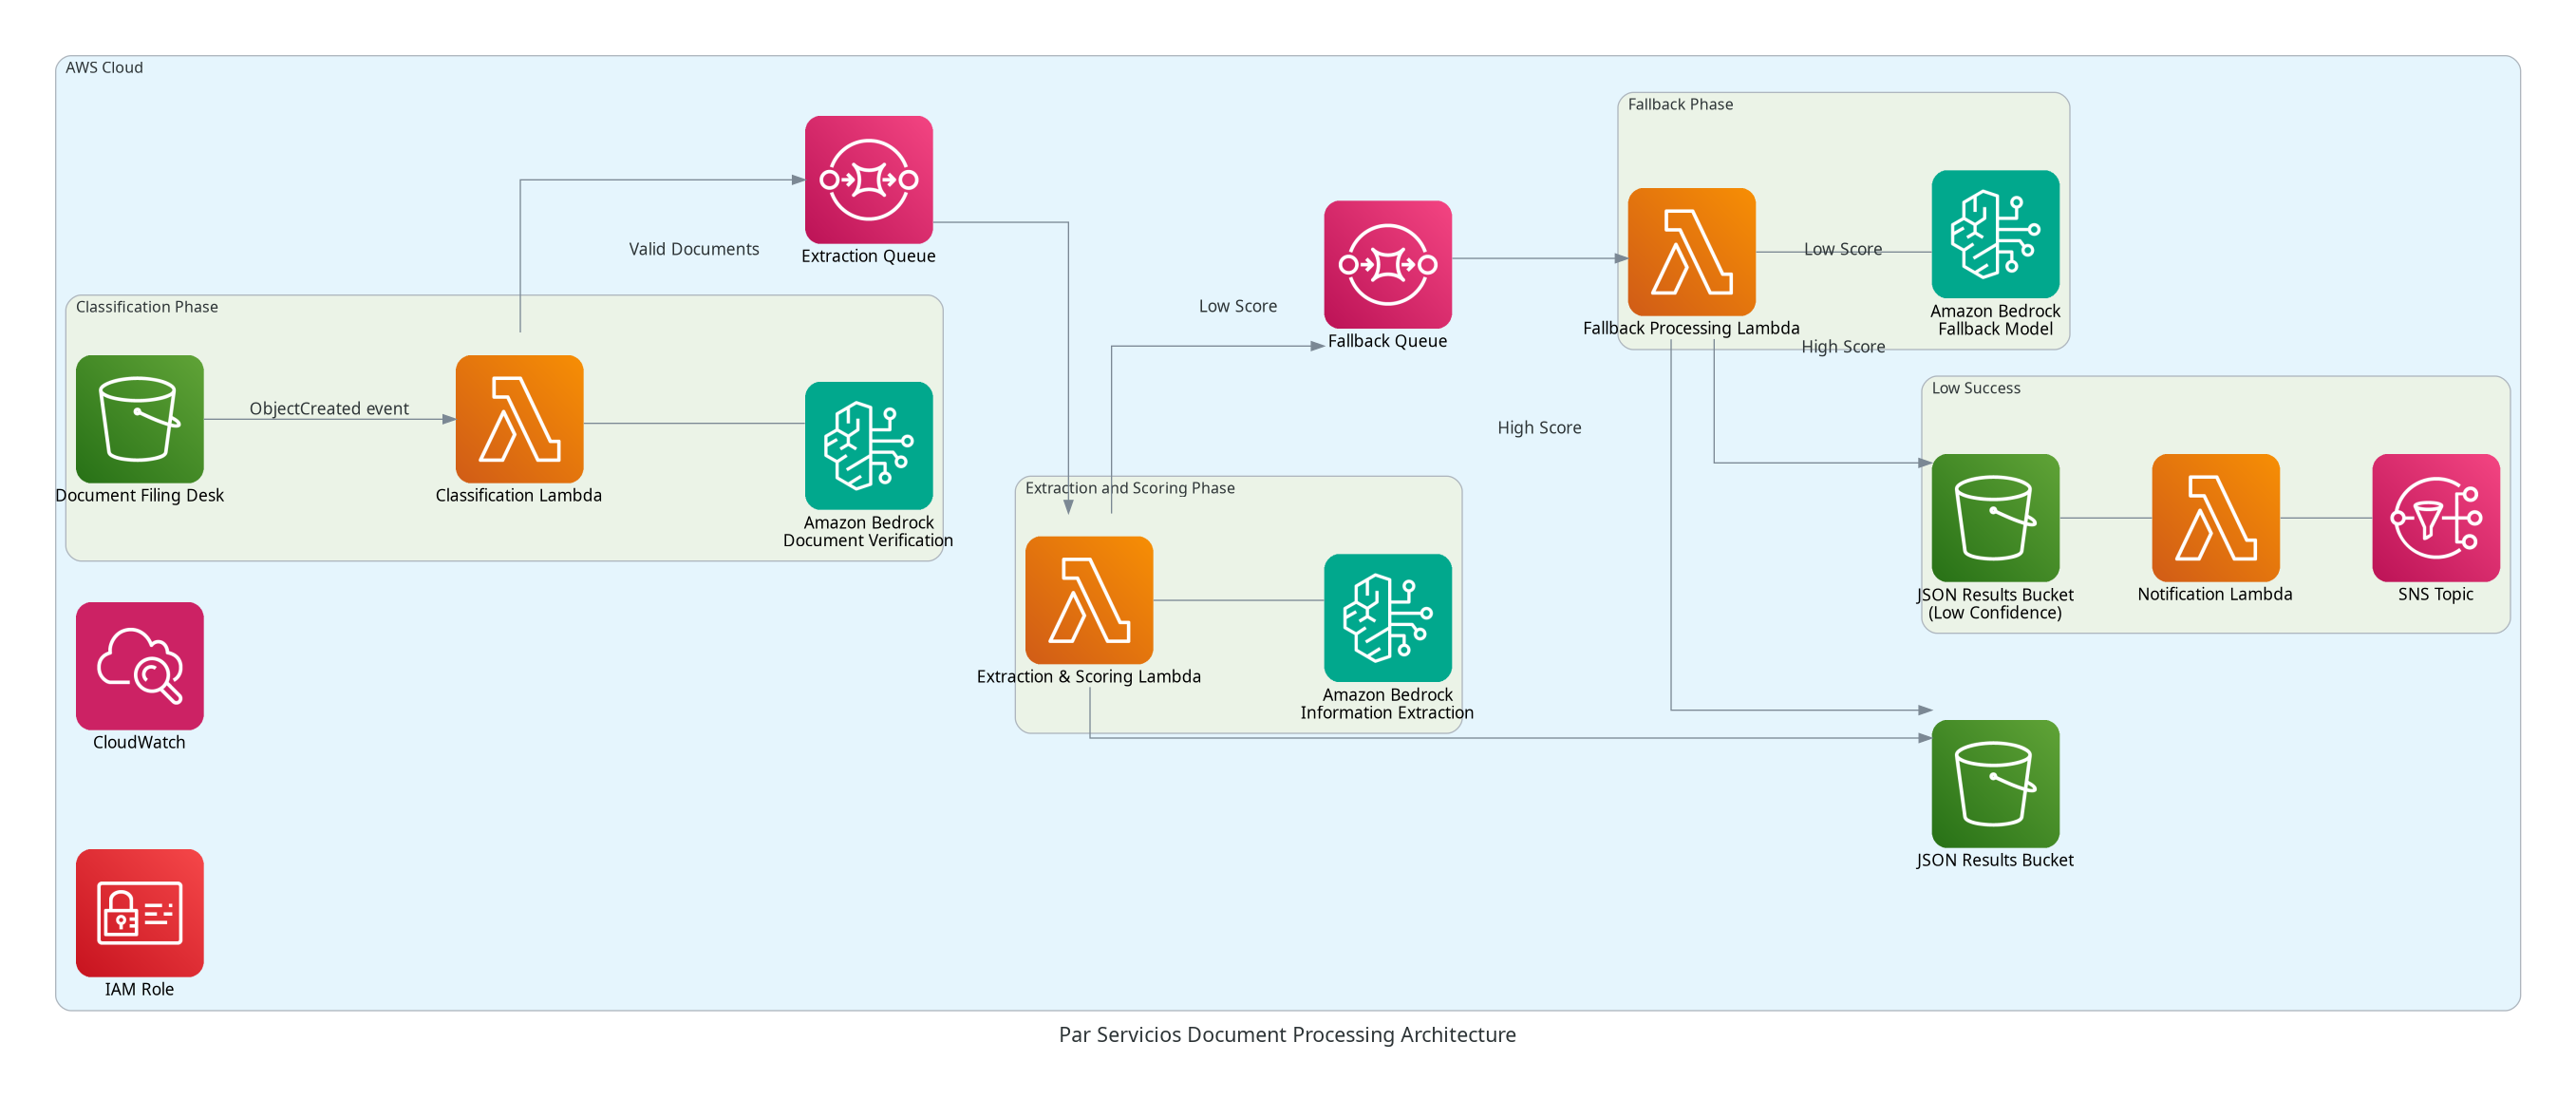 AWS Cloud
Fallback Phase
Extraction Queue
Valid Documents
Low Score
Fallback Queue
Fallback Processing Lambda
Low Score
Amazon Bedrock
Fallback Model
High Score
Classification Phase
ObjectCreated event
Document Filing Desk
Classification Lambda
Amazon Bedrock
Document Verification
High Score
Low Success
Extraction and Scoring Phase
Extraction & Scoring Lambda
Amazon Bedrock
Information Extraction
JSON Results Bucket
(Low Confidence)
Notification Lambda
SNS Topic
CloudWatch
JSON Results Bucket
IAM Role
Par Servicios Document Processing Architecture